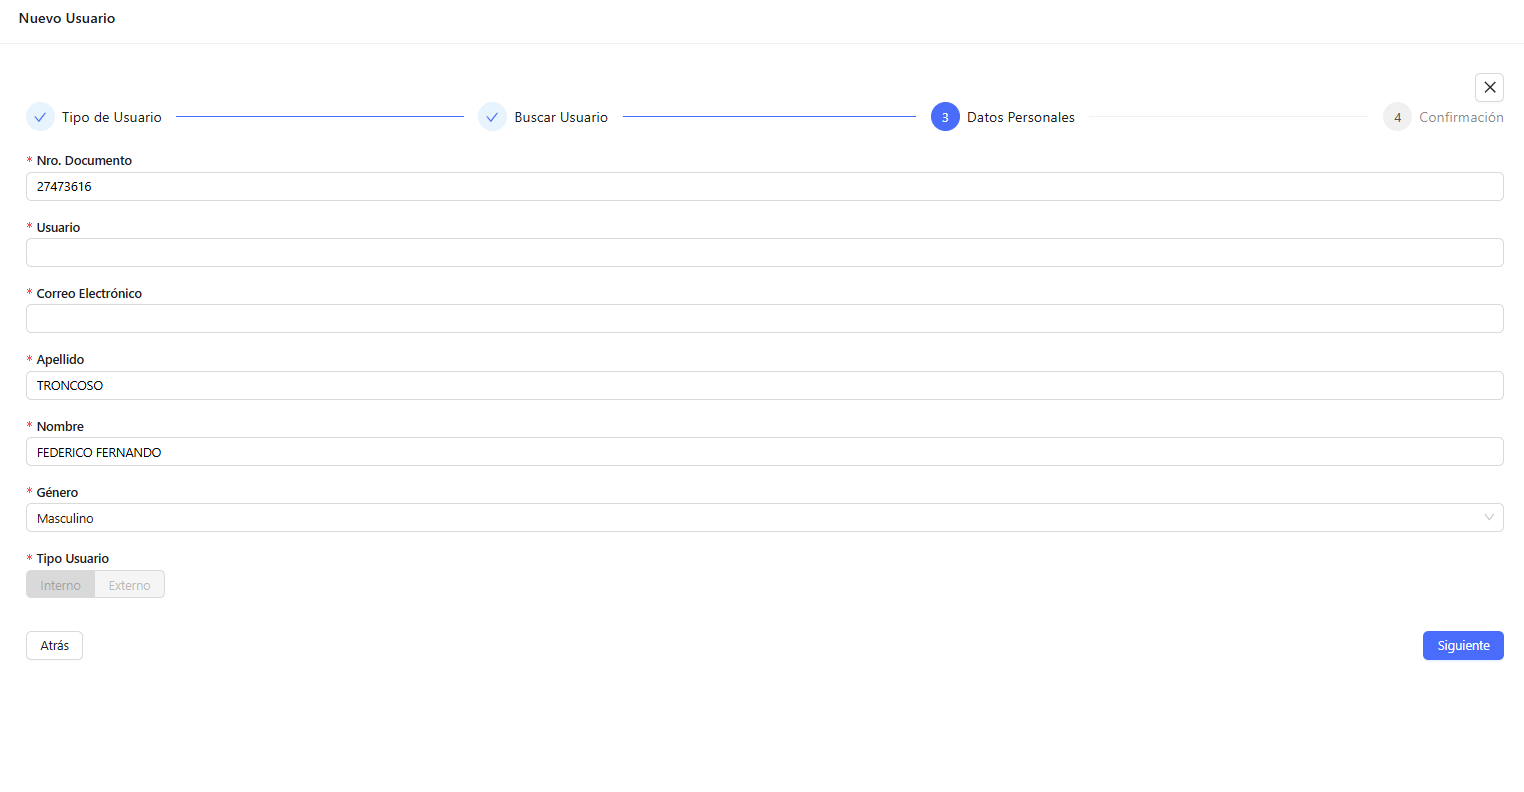 Nuevo Usuario
Tipo de Usuario
Buscar Usuario
3 Datos Personales
4 Confirmación
* Nro. Documento
27473616
* Usuario
* Correo Electrónico
* Apellido
TRONCOSO
* Nombre
FEDERICO FERNANDO
* Género
Masculino
* Tipo Usuario
Interno Externo
Atrás Siguiente